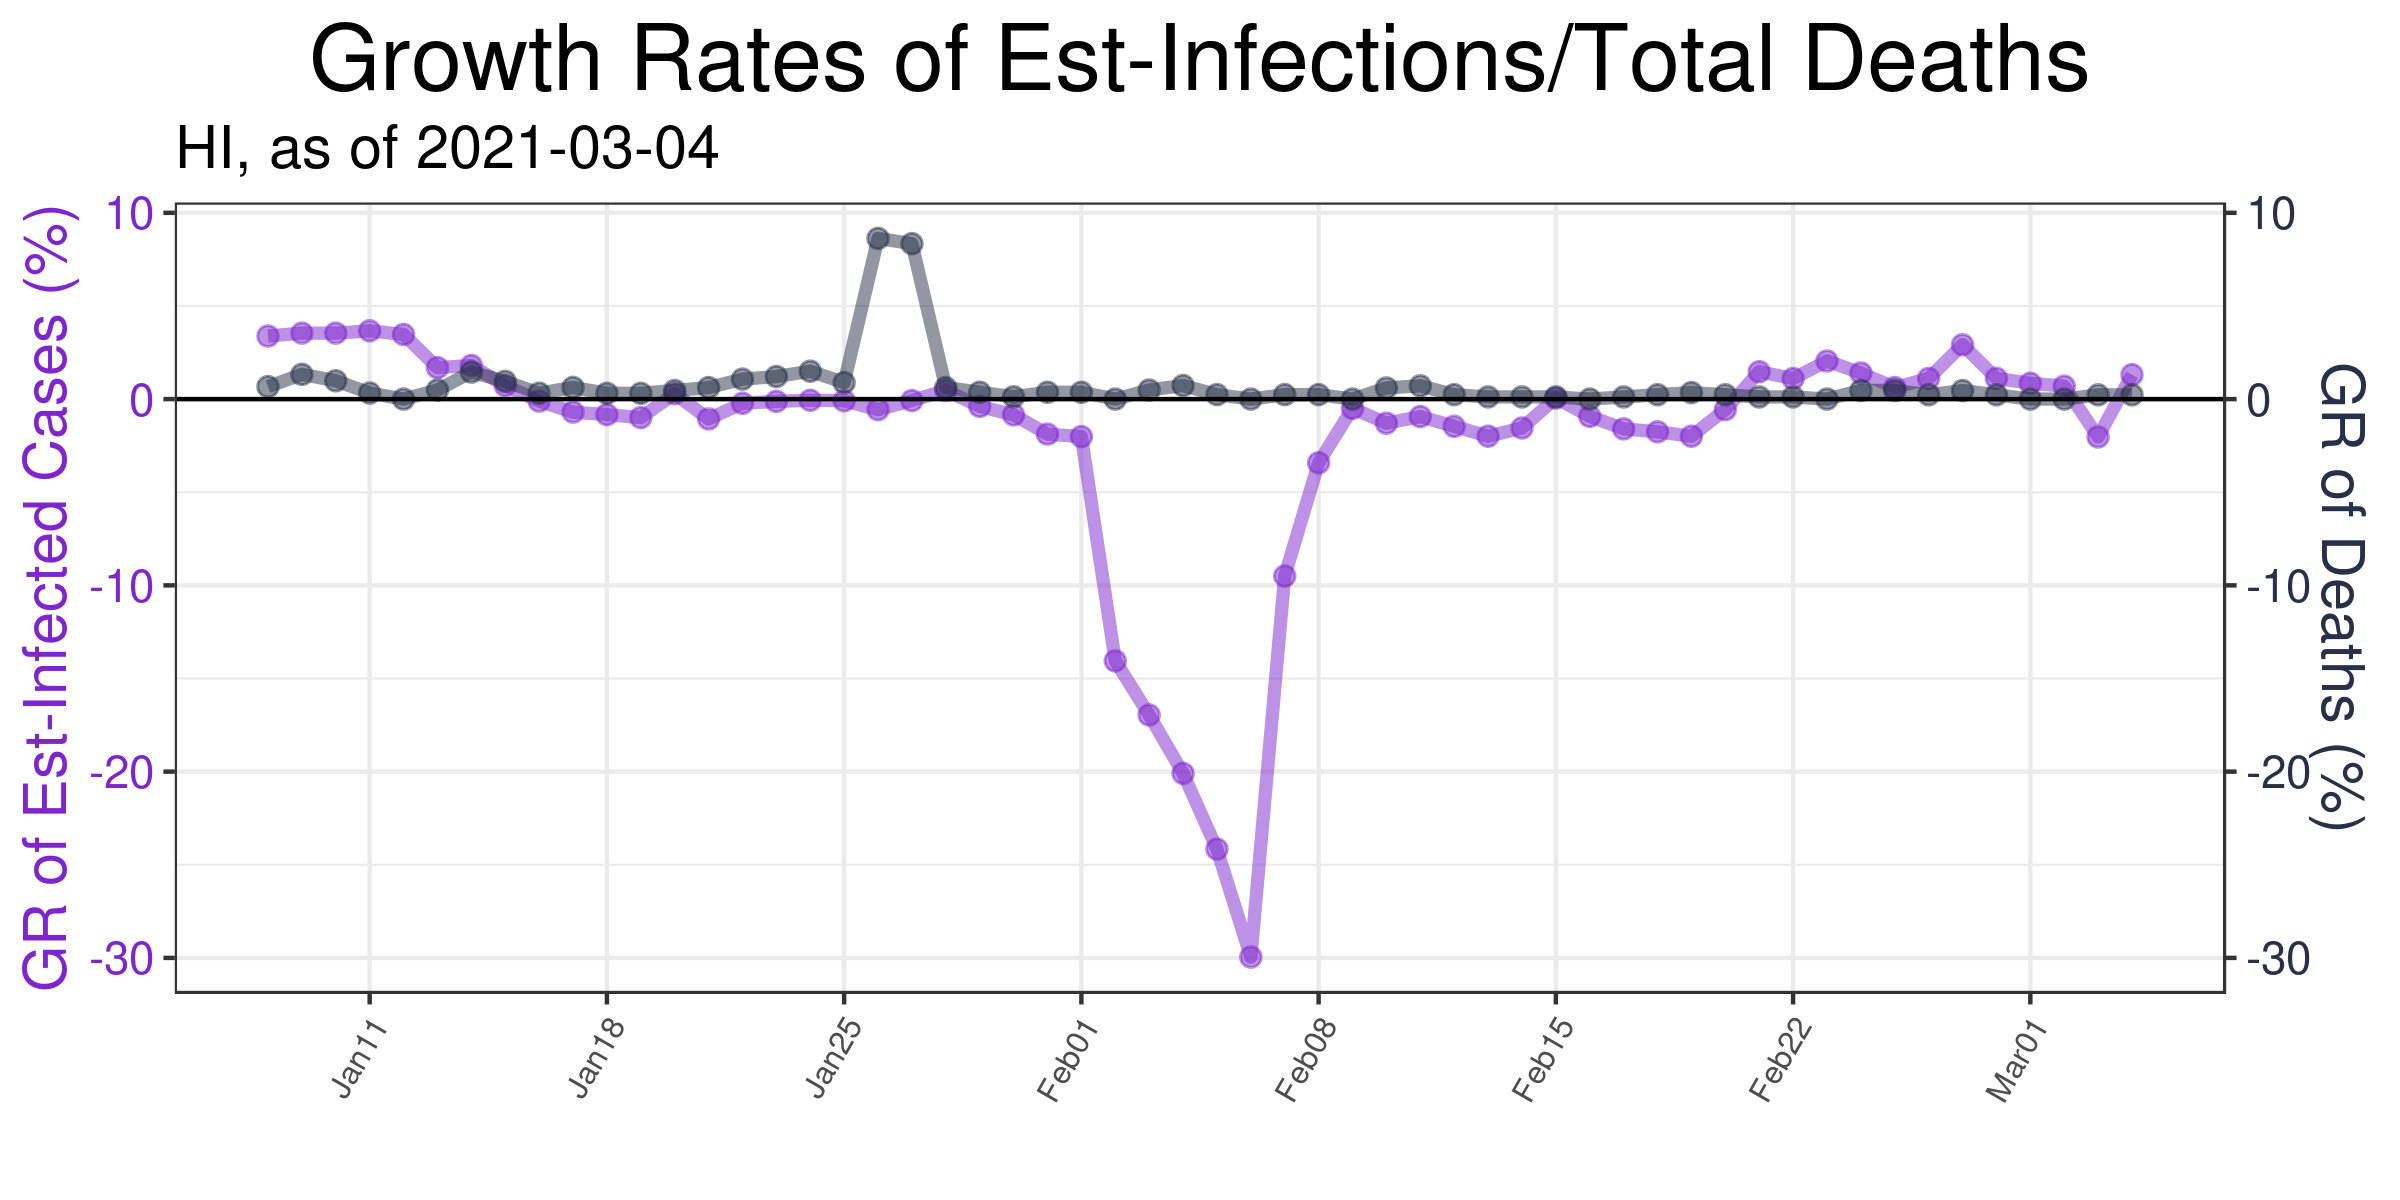 Growth Rates of Est-Infections/Total Deaths
HI, as of 2021-03-04
GR of Est-Infected Cases (%)
10
0
-10
-20
-30
10
0
-10
-20
-30
GR of Deaths (%)
Jan11
Jan18
Jan25
Feb01
Feb08
Feb15
Feb22
Mar01